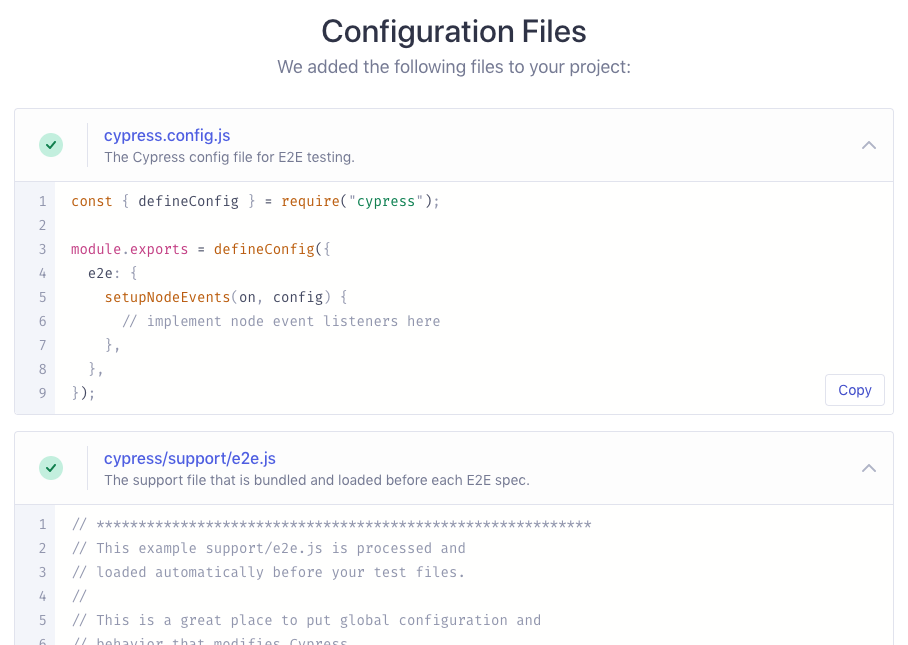 Configuration Files
We added the following files to your project:
cypress.config.js
The Cypress config file for E2E testing.
1 const { defineConfig } = require("cypress");
2
3 module.exports = defineConfig({
4   e2e: {
5     setupNodeEvents(on, config) {
6       // implement node event listeners here
7     },
8   },
9 });
Copy
cypress/support/e2e.js
The support file that is bundled and loaded before each E2E spec.
1 // ***********************************************************
2 // This example support/e2e.js is processed and
3 // loaded automatically before your test files.
4 //
5 // This is a great place to put global configuration and
6 // behavior that modifies Cypress.